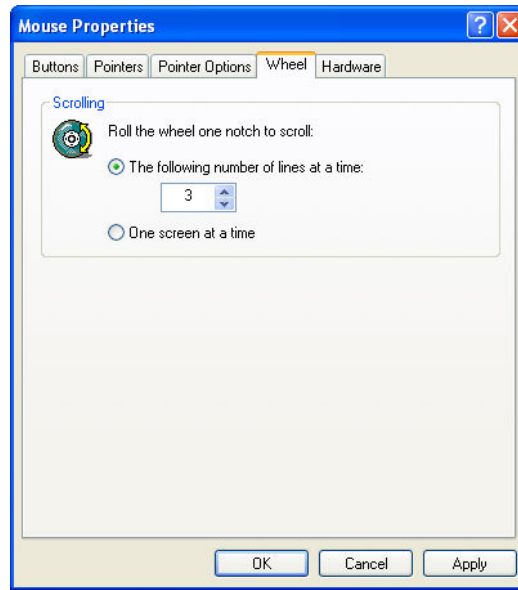 Mouse Properties
Buttons Pointers Pointer Options Wheel Hardware
Scrolling
Roll the wheel one notch to scroll:
The following number of lines at a time:
3
One screen at a time
OK Cancel Apply